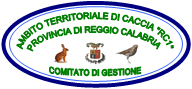 AMBITO TERRITORIALE DI CACCIA "RC1"
PROVINCIA DI REGGIO CALABRIA
COMITATO DI GESTIONE